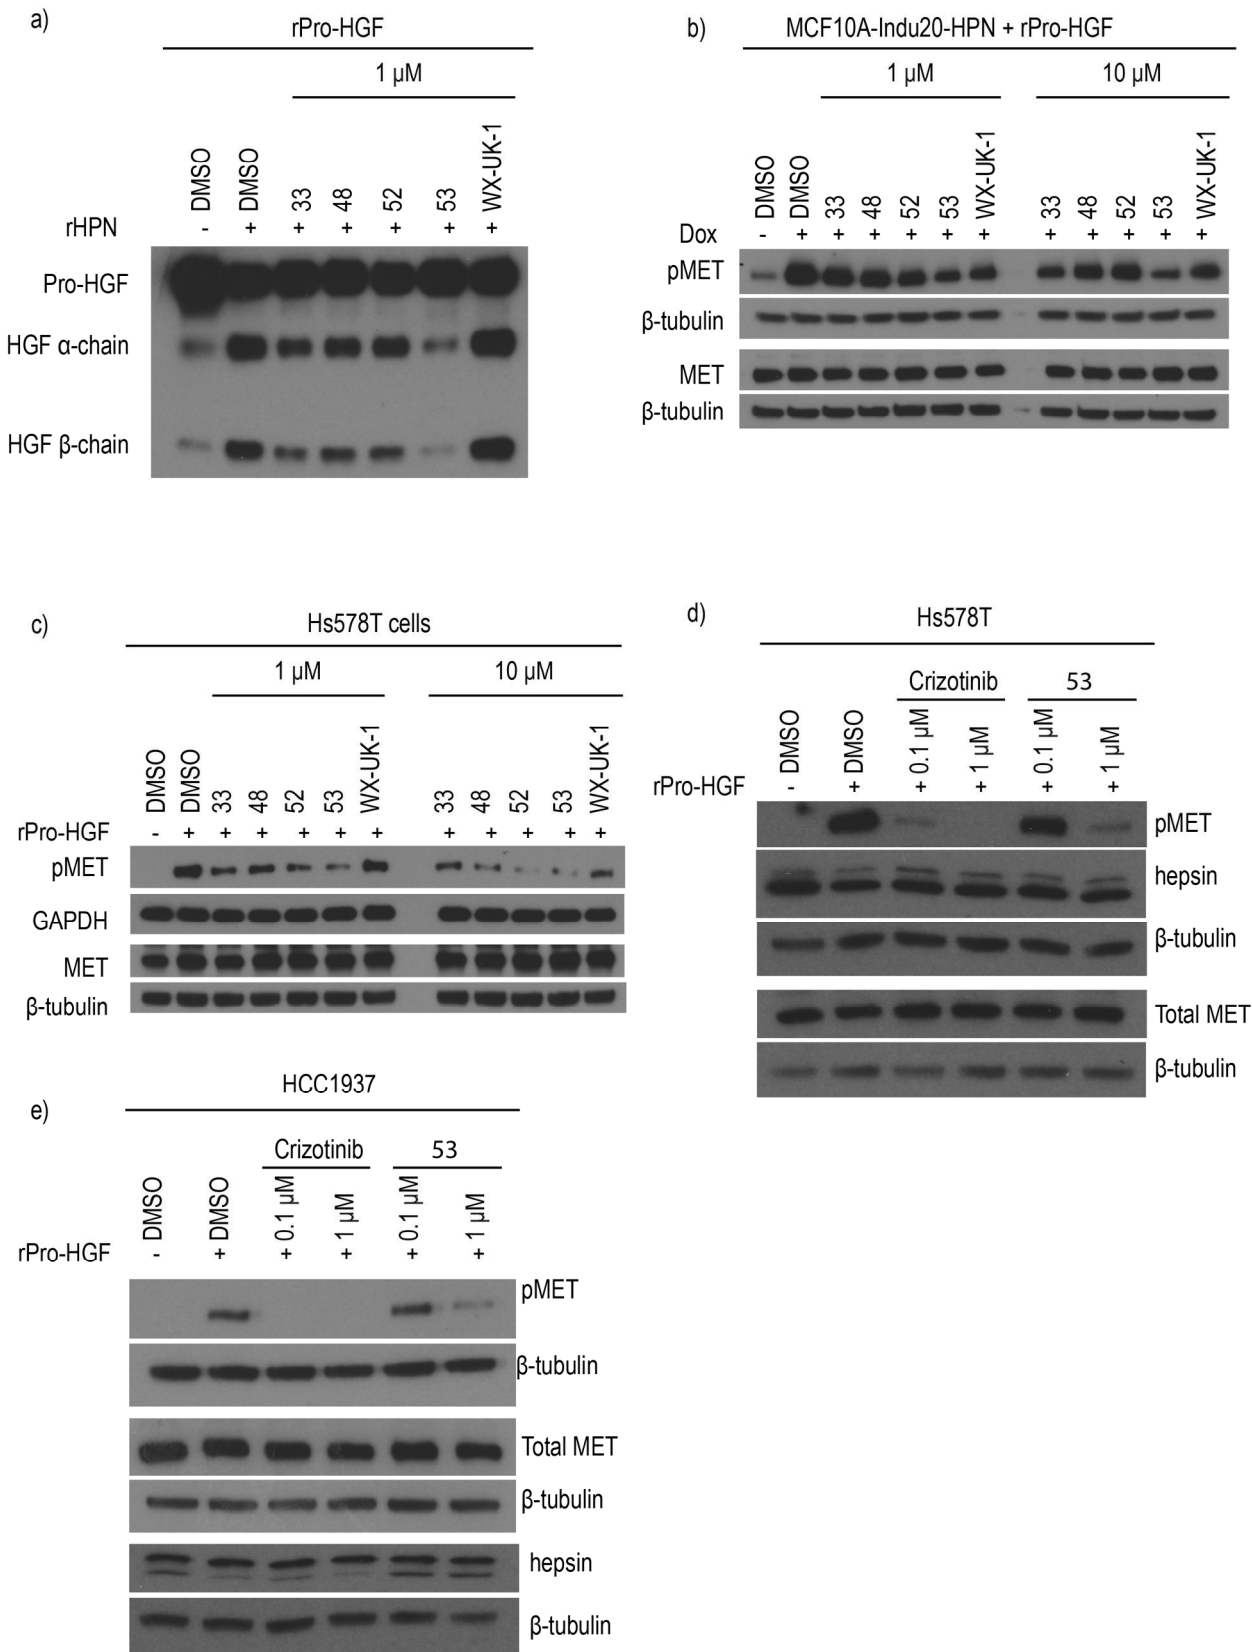 a)
rPro-HGF
1 µM
DMSO
DMSO
33
48
52
53
WX-UK-1
rHPN - + + + + + +
Pro-HGF
HGF α-chain
HGF β-chain
b)
MCF10A-Indu20-HPN + rPro-HGF
1 µM 10 µM
DMSO
DMSO
33
48
52
53
WX-UK-1
33
48
52
53
WX-UK-1
Dox - + + + + + + + + + + +
pMET
β-tubulin
MET
β-tubulin
c)
Hs578T cells
1 µM 10 µM
DMSO
DMSO
33
48
52
53
WX-UK-1
33
48
52
53
WX-UK-1
rPro-HGF - + + + + + + + + + + +
pMET
GAPDH
MET
β-tubulin
d)
Hs578T
Crizotinib 53
DMSO
DMSO
0.1 µM
1 µM
0.1 µM
1 µM
rPro-HGF - + + + + +
pMET
hepsin
β-tubulin
Total MET
β-tubulin
e)
HCC1937
Crizotinib 53
DMSO
DMSO
0.1 µM
1 µM
0.1 µM
1 µM
rPro-HGF - + + + + +
pMET
β-tubulin
Total MET
β-tubulin
hepsin
β-tubulin